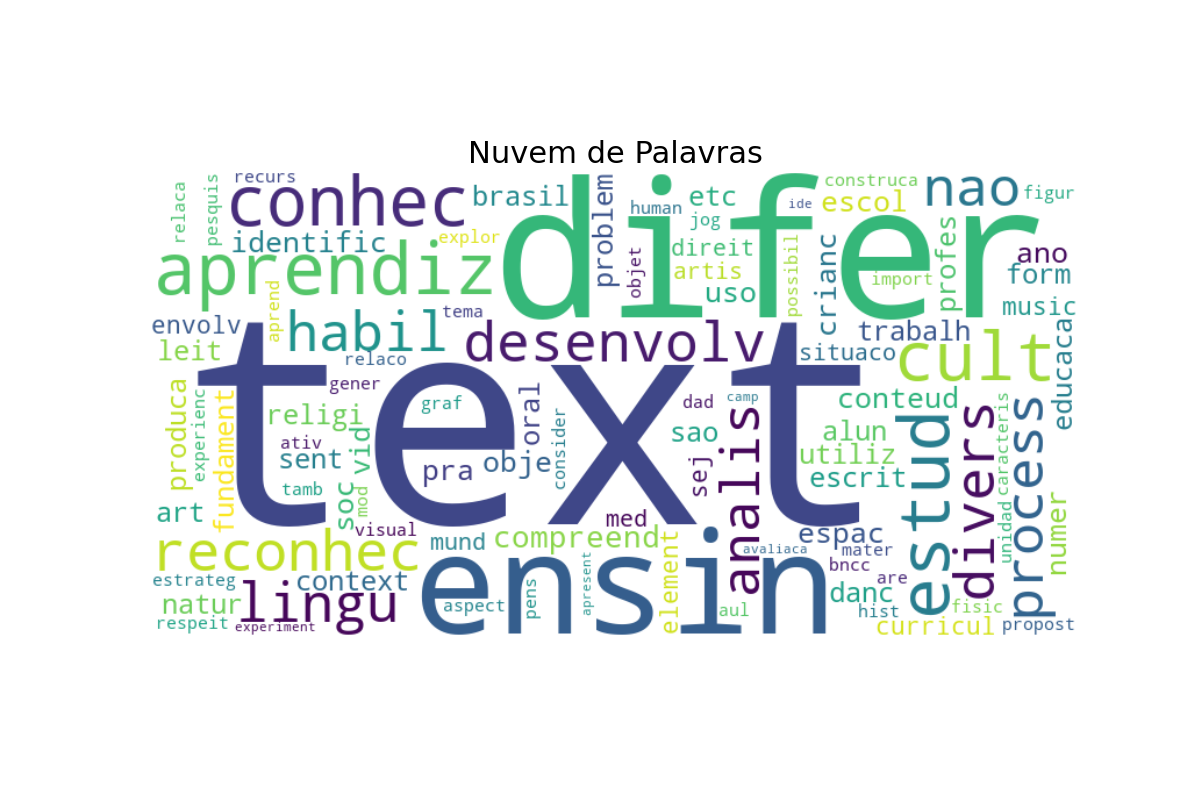 Nuvem de Palavras
relaca
pesquis
recurs
conhec
brasil
difer
problem
human
etc
jog
ide
construca
escol
nao
figur
identific
explor
aprendiz
objet
direit
artis
uso
possibil
crianc
import
profes
ano
form
music
envolv
aprend
habil
tema
desenvolv
trabalh
leit
relaco
text
situaco
cult
educaca
gener
produca
experienc
fundament
religi
graf
oral
consider
dad
camp
analis
conteud
estud
divers
caracteris
process
ativ
sent
vid
pra
obje
sao
sej
alun
utiliz
escrit
tamb
soc
mod
art
visual
med
espac
numer
unidad
reconhec
mund
compreend
element
avaliaca
mater
bncc
are
estrateg
context
lingu
ensin
aspect
pens
apresent
aul
danc
hist
fisic
natur
respeit
experiment
curricul
propost